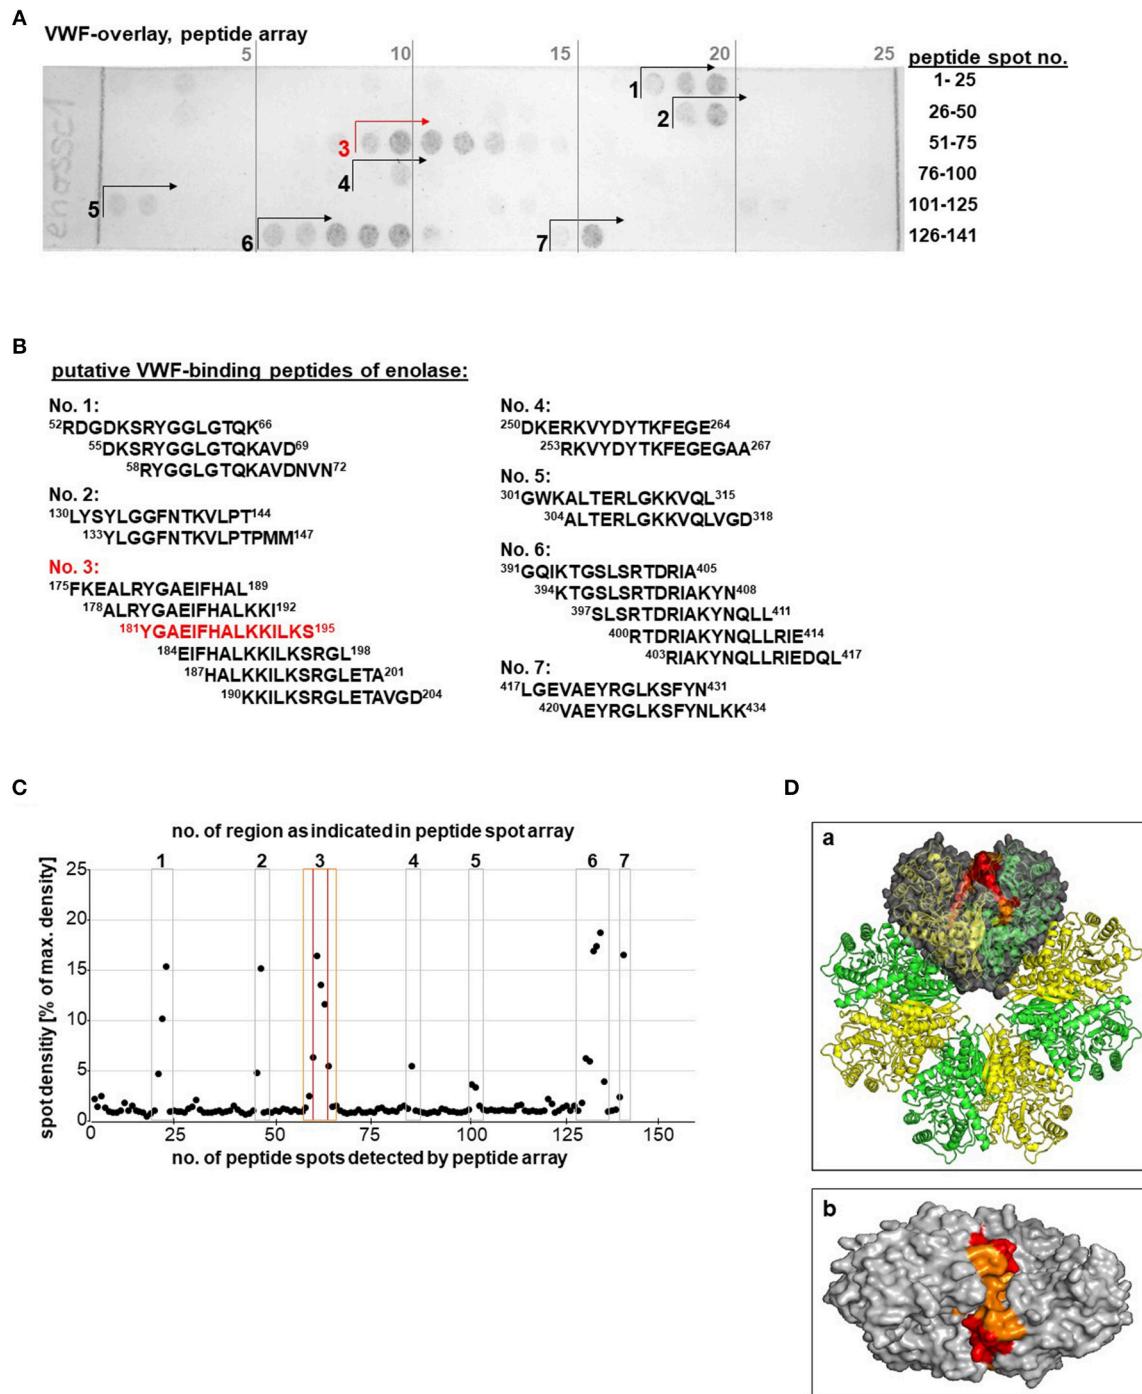 A
VWF-overlay, peptide array
5 10 15 20 25 peptide spot no.
1- 25
1
26-50
2
51-75
3
76-100
4
101-125
5
126-141
6 7
enossc1
B
putative VWF-binding peptides of enolase:
No. 1:
52RDGDKSRYGGLGTQK66
55DKSRYGGLGTQKAVD69
58RYGGLGTQKAVDNVN72
No. 2:
130LYSYLGGFNTKVLPT144
133YLGGFNTKVLPTPMM147
No. 3:
175FKEALRYGAEIFHAL189
178ALRYGAEIFHALKKI192
181YGAEIFHALKKILKS195
184EIFHALKKILKSRGL198
187HALKKILKSRGLETA201
190KKILKSRGLETAVGD204
No. 4:
250DKERKVYDYTKFEGE264
253RKVYDYTKFEGEGAA267
No. 5:
301GWKALTERLGKKVQL315
304ALTERLGKKVQLVGD318
No. 6:
391GQIKTGSLSRTDRIA405
394KTGSLSRTDRIAKYN408
397SLSRTDRIAKYNQLL411
400RTDRIAKYNQLLRIE414
403RIAKYNQLLRIEDQL417
No. 7:
417LGEVAEYRGLKSFYN431
420VAEYRGLKSFYNLKK434
C
no. of region as indicated in peptide spot array
1 2 3 4 5 6 7
25
20
15
10
5
0
spot densitiy [% of max. density]
0 25 50 75 100 125 150
no. of peptide spots detected by peptide array
D
a
b